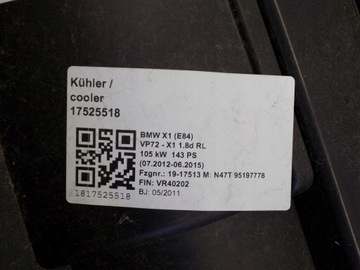 Kühler /
cooler
17525518
BMW X1 (E84)
VP72 - X1 1.8d RL
105 kW 143 PS
(07.2012-06.2015)
Fzgnr.: 19-17513 M: N47T 95197778
FIN: VR40202
BJ: 05/2011
1817525518